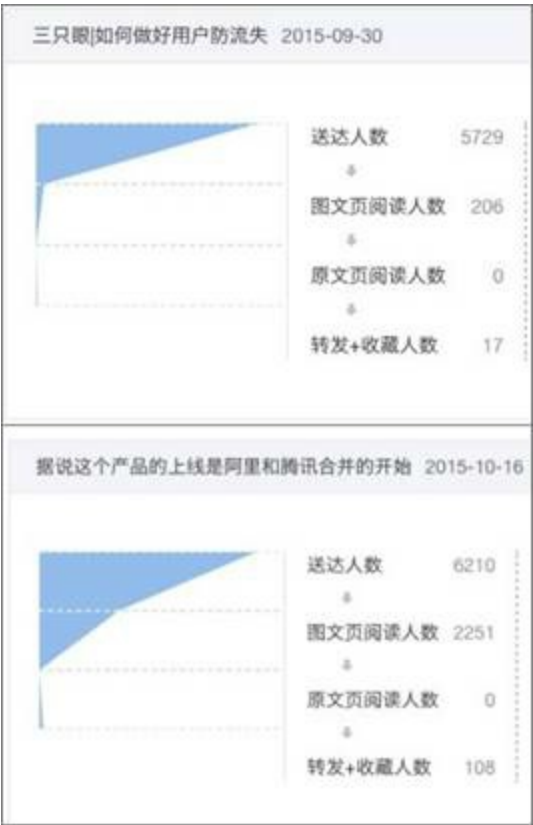 三只眼|如何做好用户防流失 2015-09-30
送达人数 5729
图文页阅读人数 206
原文页阅读人数 0
转发+收藏人数 17
据说这个产品的上线是阿里和腾讯合并的开始 2015-10-16
送达人数 6210
图文页阅读人数 2251
原文页阅读人数 0
转发+收藏人数 108